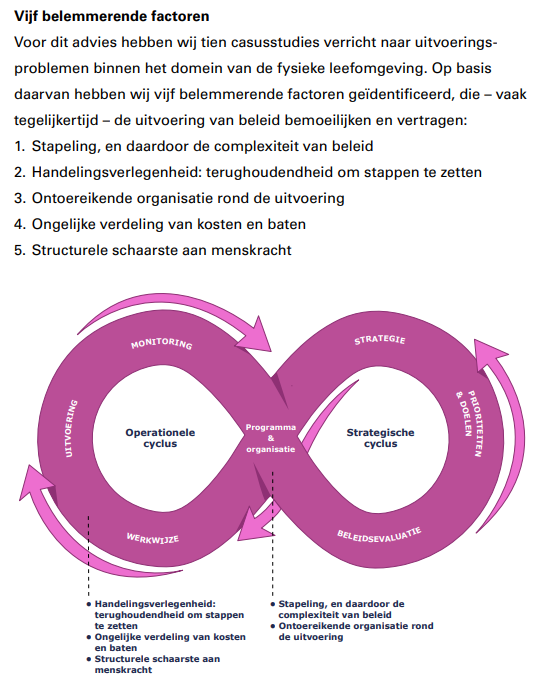 Vijf belemmerende factoren
Voor dit advies hebben wij tien casusstudies verricht naar uitvoerings-
problemen binnen het domein van de fysieke leefomgeving. Op basis
daarvan hebben wij vijf belemmerende factoren geïdentificeerd, die – vaak
tegelijkertijd – de uitvoering van beleid bemoeilijken en vertragen:
1. Stapeling, en daardoor de complexiteit van beleid
2. Handelingsverlegenheid: terughoudendheid om stappen te zetten
3. Ontoereikende organisatie rond de uitvoering
4. Ongelijke verdeling van kosten en baten
5. Structurele schaarste aan menskracht
MONITORING
UITVOERING
Operationele
cyclus
WERKWIJZE
Programma
&
organisatie
STRATEGIE
PRIORITEITEN
& DOELEN
Strategische
cyclus
BELEIDSEVALUATIE
• Handelingsverlegenheid:
terughoudendheid om stappen
te zetten
• Ongelijke verdeling van kosten
en baten
• Structurele schaarste aan
menskracht
• Stapeling, en daardoor de
complexiteit van beleid
• Ontoereikende organisatie rond
de uitvoering